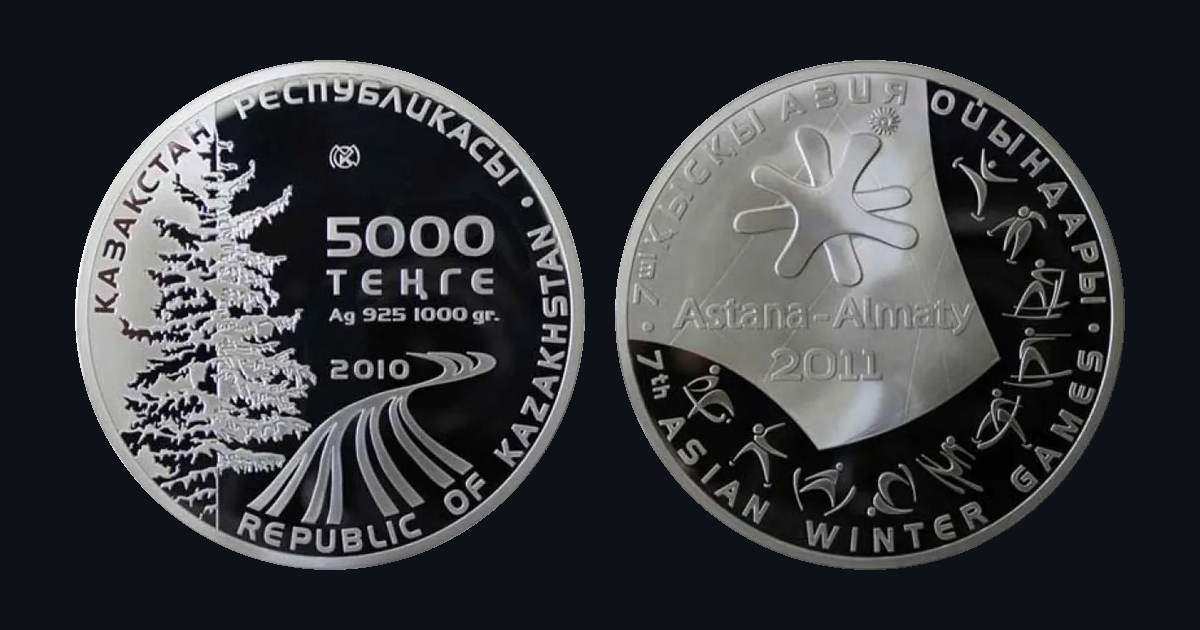 ҚАЗАҚСТАН РЕСПУБЛИКАСЫ • REPUBLIC OF KAZAKHSTAN
5000
ТЕҢГЕ
Ag 925 1000 gr.
2010
7ші ҚЫСҚЫ АЗИЯ ОЙЫНДАРЫ • 7th ASIAN WINTER GAMES •
Astana-Almaty
2011